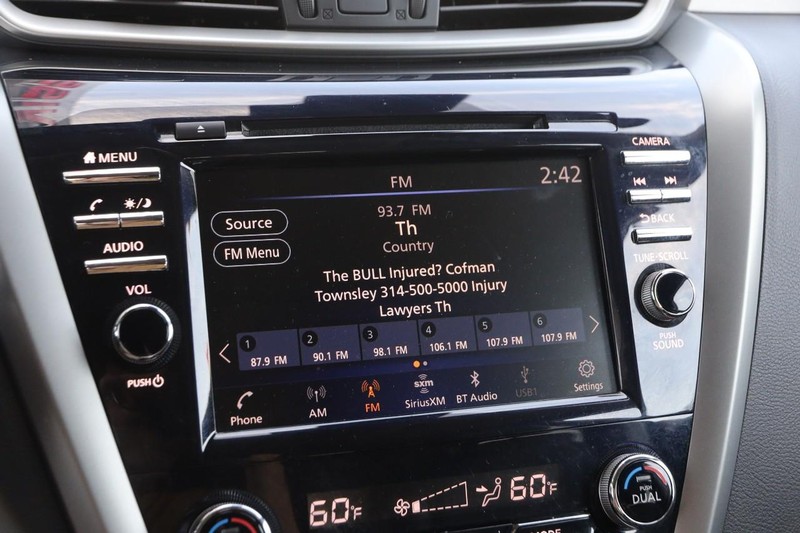 MENU
AUDIO
VOL
PUSH
CAMERA
BACK
TUNE·SCROLL
PUSH
SOUND
FM
2:42
Source
FM Menu
93.7 FM
Th
Country
The BULL Injured? Cofman
Townsley 314-500-5000 Injury
Lawyers Th
1
87.9 FM
2
90.1 FM
3
98.1 FM
4
106.1 FM
5
107.9 FM
6
107.9 FM
Phone
AM
FM
sxm
SiriusXM
BT Audio
USB1
Settings
60°F
60°F
PUSH
DUAL
MODE